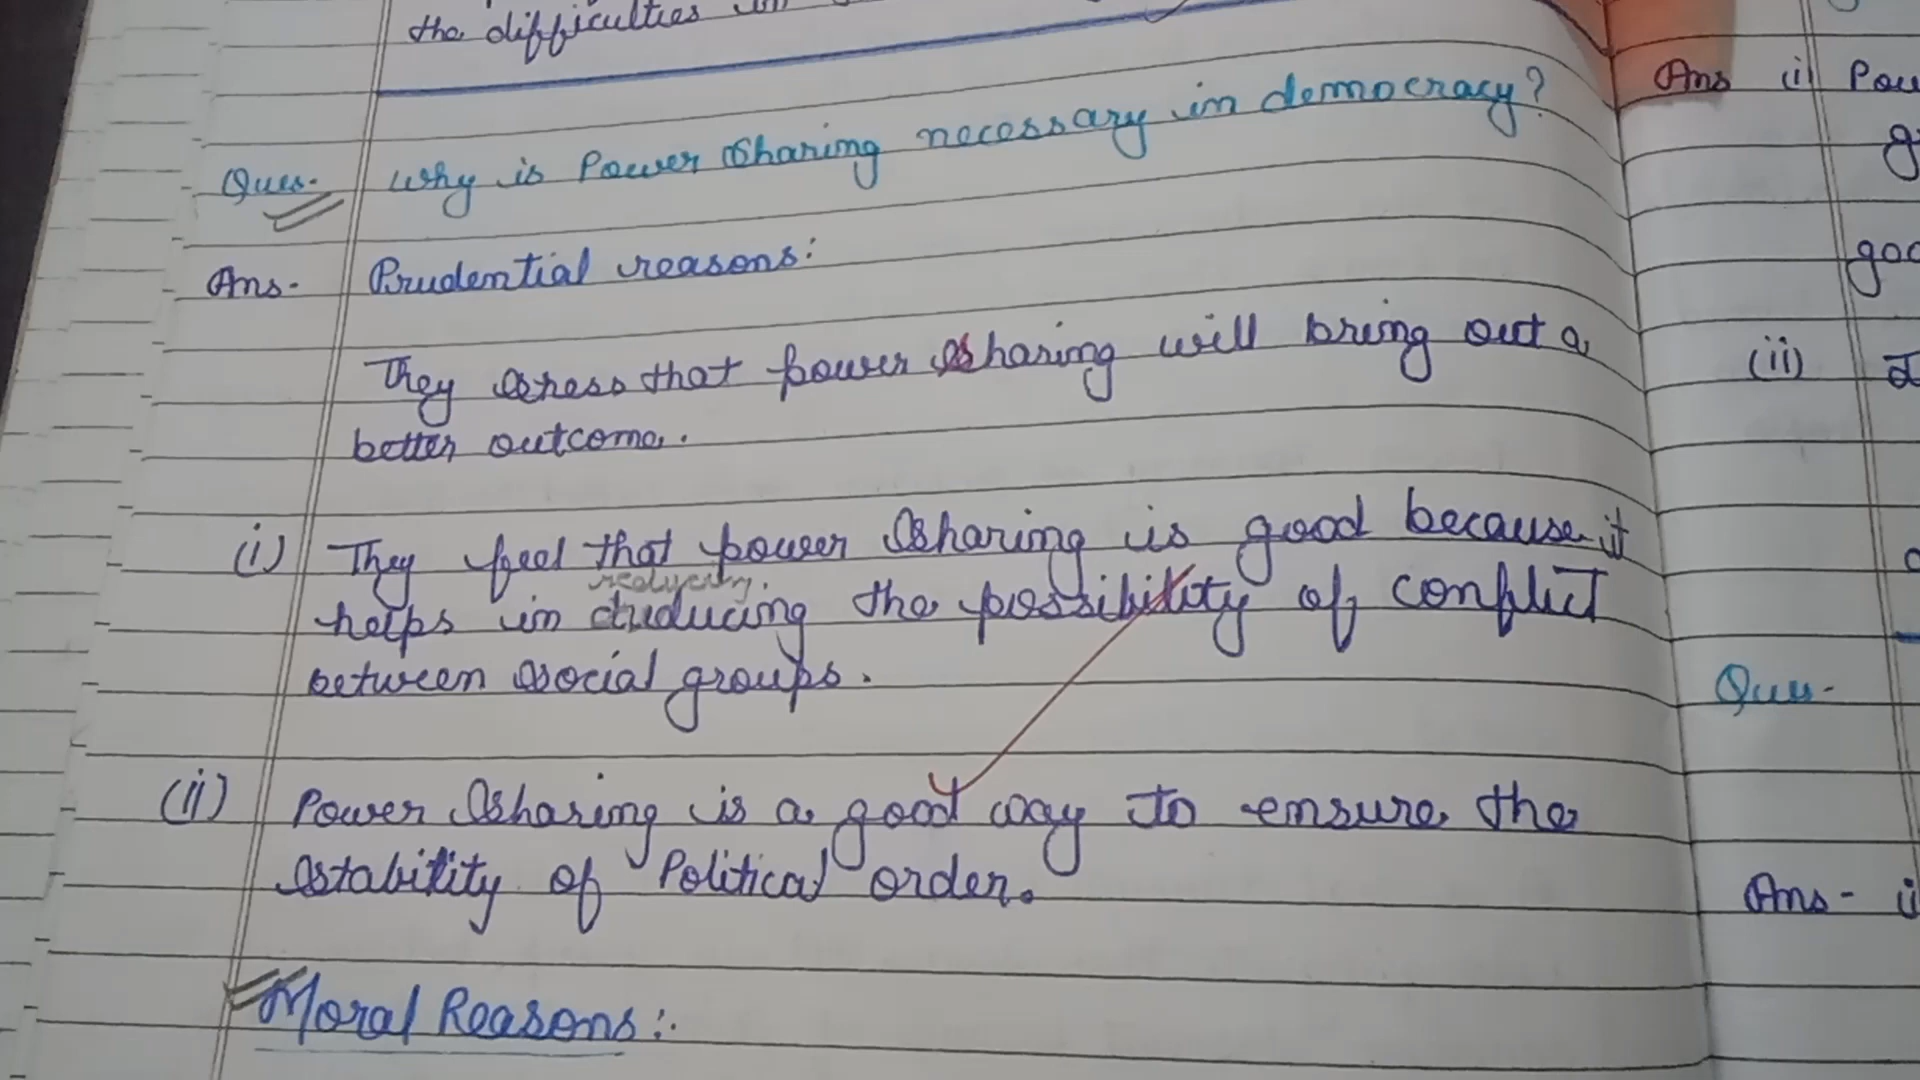 the difficulties in
Ques. Why is Power Sharing necessary in democracy?
Ans. Prudential reasons:
They stress that power sharing will bring out a
better outcome.
(i) They feel that power sharing is good because it
helps in reducing the possibility of conflict
between social groups.
(ii) Power sharing is a good way to ensure the
stability of Political order.
Moral Reasons:
Ans (i) Pow
g
goo
(ii)
Ques-
Ans- i